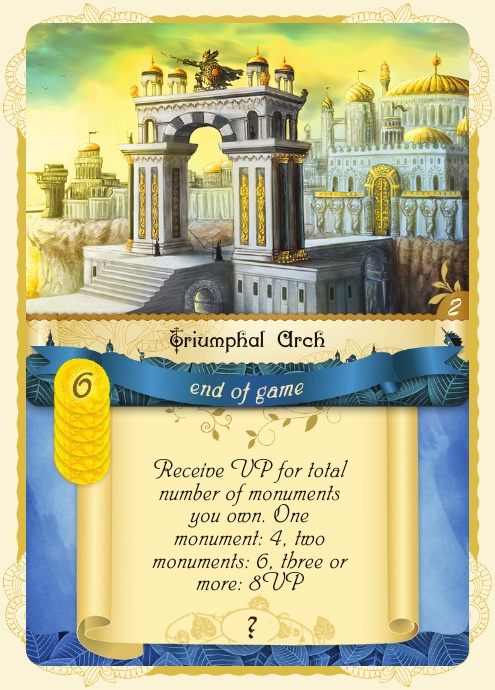 2
Triumphal Arch
end of game
6
Receive VP for total
number of monuments
you own. One
monument: 4, two
monuments: 6, three or
more: 8VP
?